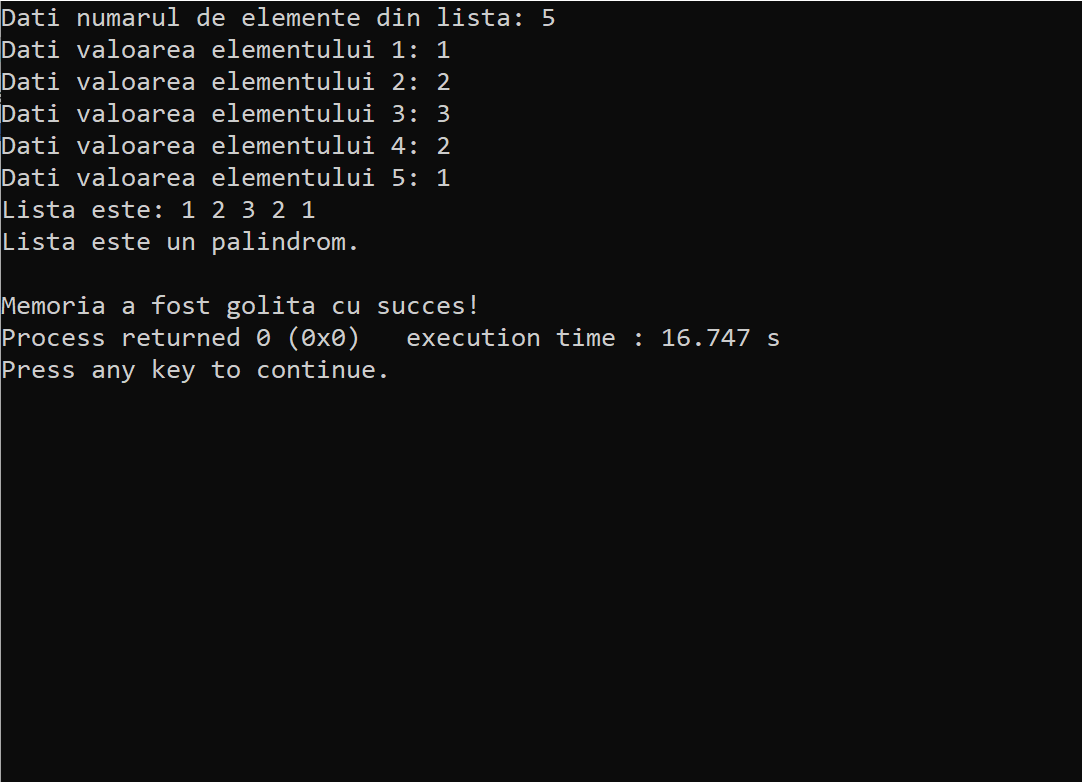 Dati numarul de elemente din lista: 5
Dati valoarea elementului 1: 1
Dati valoarea elementului 2: 2
Dati valoarea elementului 3: 3
Dati valoarea elementului 4: 2
Dati valoarea elementului 5: 1
Lista este: 1 2 3 2 1
Lista este un palindrom.
Memoria a fost golita cu succes!
Process returned 0 (0x0)   execution time : 16.747 s
Press any key to continue.